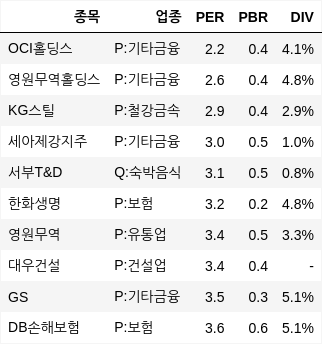 종목 업종 PER PBR DIV
OCI홀딩스 P:기타금융 2.2 0.4 4.1%
영원무역홀딩스 P:기타금융 2.6 0.4 4.8%
KG스틸 P:철강금속 2.9 0.4 2.9%
세아제강지주 P:기타금융 3.0 0.5 1.0%
서부T&D Q:숙박음식 3.1 0.5 0.8%
한화생명 P:보험 3.2 0.2 4.8%
영원무역 P:유통업 3.4 0.5 3.3%
대우건설 P:건설업 3.4 0.4 -
GS P:기타금융 3.5 0.3 5.1%
DB손해보험 P:보험 3.6 0.6 5.1%